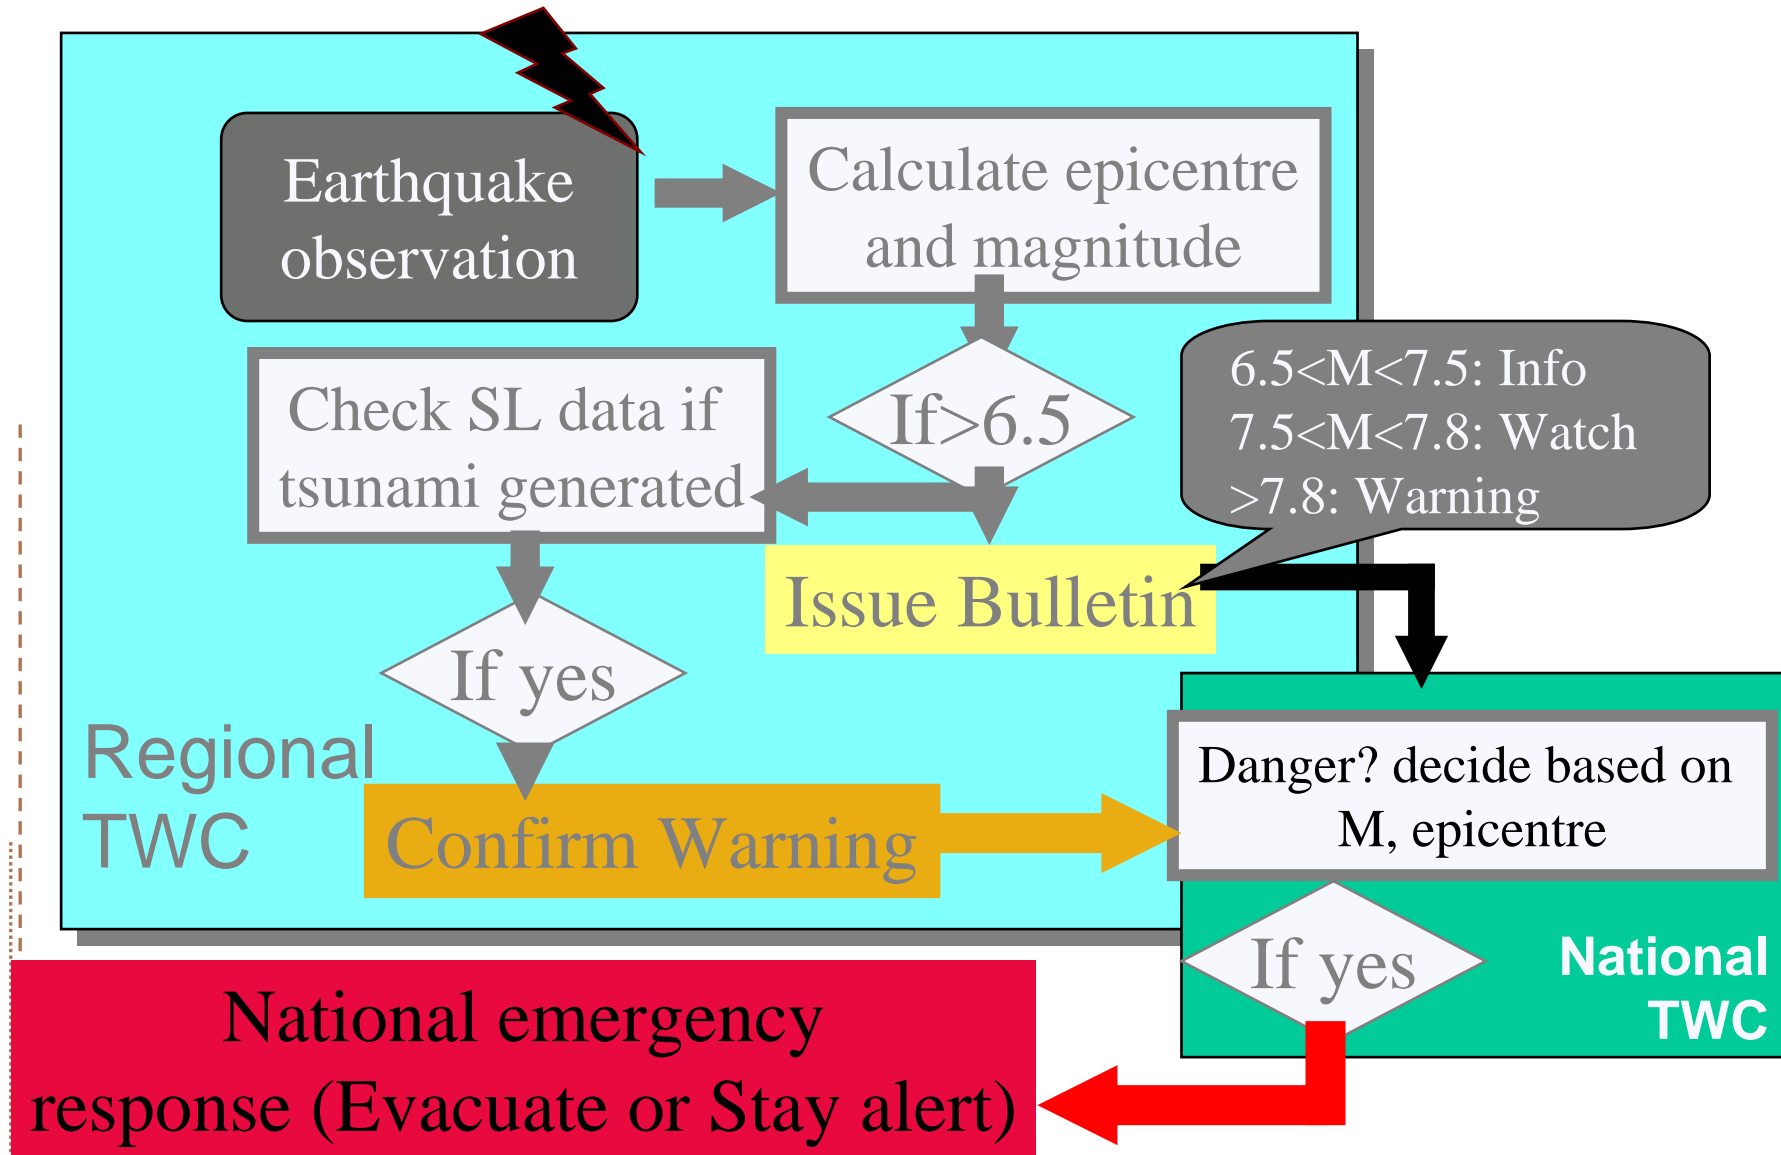 Earthquake
observation
Calculate epicentre
and magnitude
If>6.5
6.5<M<7.5: Info
7.5<M<7.8: Watch
>7.8: Warning
Check SL data if
tsunami generated
Issue Bulletin
If yes
Regional
TWC
Confirm Warning
Danger? decide based on
M, epicentre
If yes
National
TWC
National emergency
response (Evacuate or Stay alert)